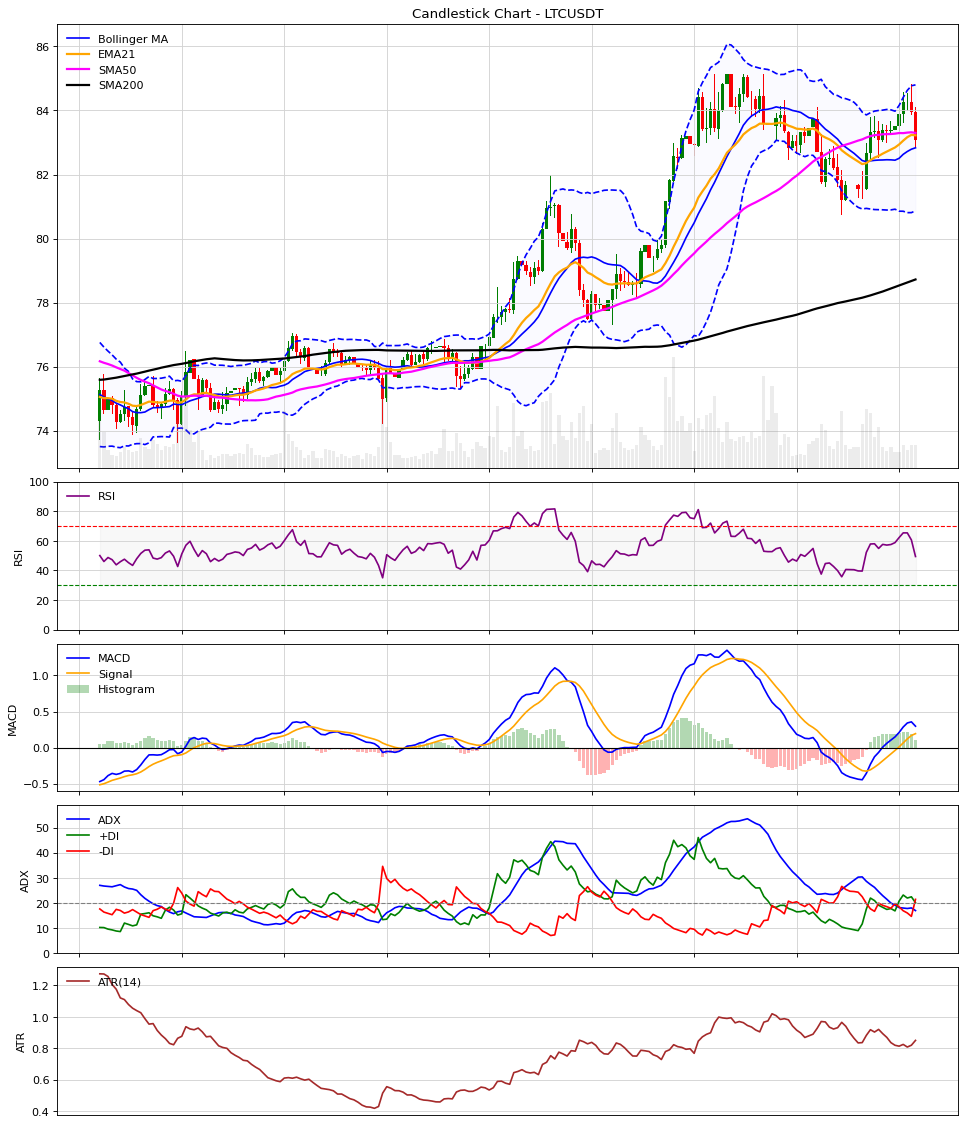 Candlestick Chart - LTCUSDT
Bollinger MA
EMA21
SMA50
SMA200
86
84
82
80
78
76
74
RSI
RSI
100
80
60
40
20
0
MACD
Signal
Histogram
MACD
1.0
0.5
0.0
−0.5
ADX
+DI
-DI
ADX
50
40
30
20
10
0
ATR(14)
ATR
1.2
1.0
0.8
0.6
0.4